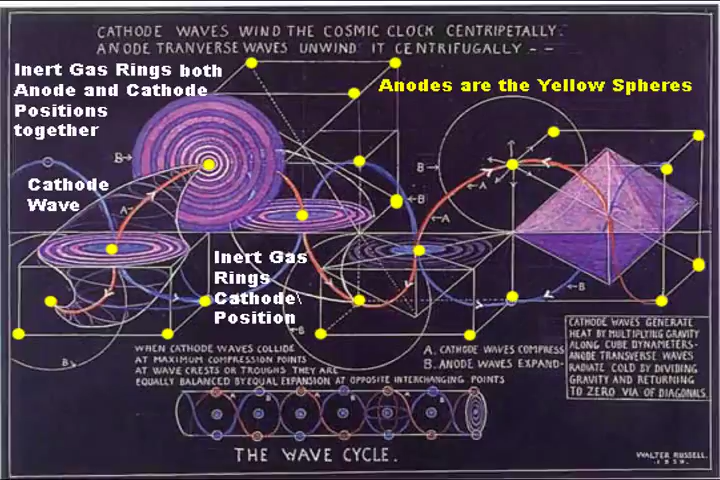 CATHODE WAVES WIND THE COSMIC CLOCK CENTRIPETALLY.
ANODE TRANVERSE WAVES UNWIND IT CENTRIFUGALLY - -
Inert Gas Rings both
Anode and Cathode
Positions
together
Anodes are the Yellow Spheres
B
B
A
Cathode
Wave
A
B
A
Inert Gas
Rings
Cathode\
Position
B
B
B
WHEN CATHODE WAVES COLLIDE
AT MAXIMUM COMPRESSION POINTS
AT WAVE CRESTS OR TROUGHS THEY ARE
EQUALLY BALANCED BY EQUAL EXPANSION AT OPPOSITE INTERCHANGING POINTS
A. CATHODE WAVES COMPRESS
B. ANODE WAVES EXPAND-
CATHODE WAVES GENERATE
HEAT BY MULTIPLYING GRAVITY
ALONG CUBE DYNAMETERS-
ANODE TRANSVERSE WAVES
RADIATE COLD BY DIVIDING
GRAVITY AND RETURNING
TO ZERO VIA OF DIAGONALS.
A B A B A B
THE WAVE CYCLE.
WALTER RUSSELL.